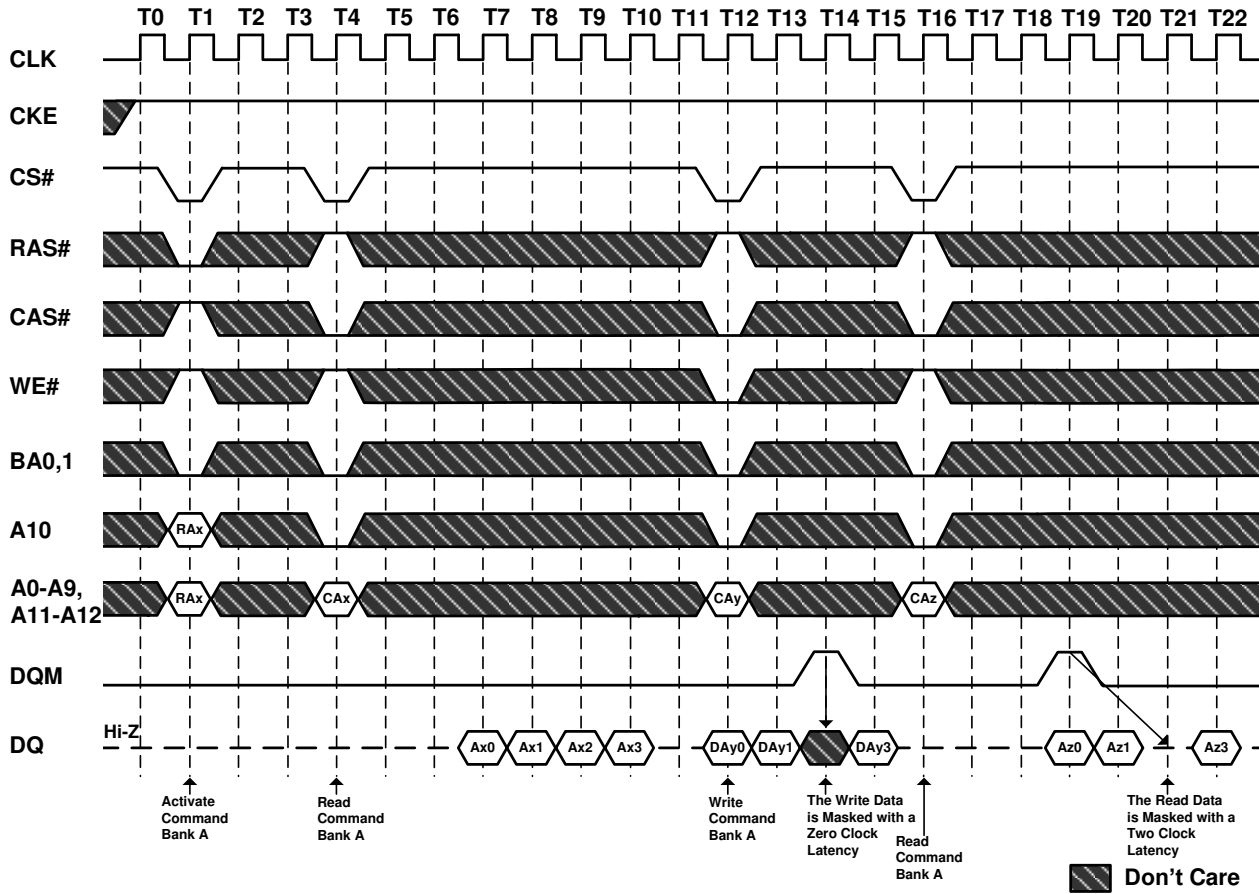 T0 T1 T2 T3 T4 T5 T6 T7 T8 T9 T10 T11 T12 T13 T14 T15 T16 T17 T18 T19 T20 T21 T22
CLK
CKE
CS#
RAS#
CAS#
WE#
BA0,1
A10
RAx
A0-A9,
A11-A12
RAx CAx CAy CAz
DQM
DQ
Hi-Z
Ax0 Ax1 Ax2 Ax3 DAy0 DAy1 DAy3 Az0 Az1 Az3
Activate
Command
Bank A
Read
Command
Bank A
Write
Command
Bank A
The Write Data
is Masked with a
Zero Clock
Latency
Read
Command
Bank A
The Read Data
is Masked with a
Two Clock
Latency
Don't Care